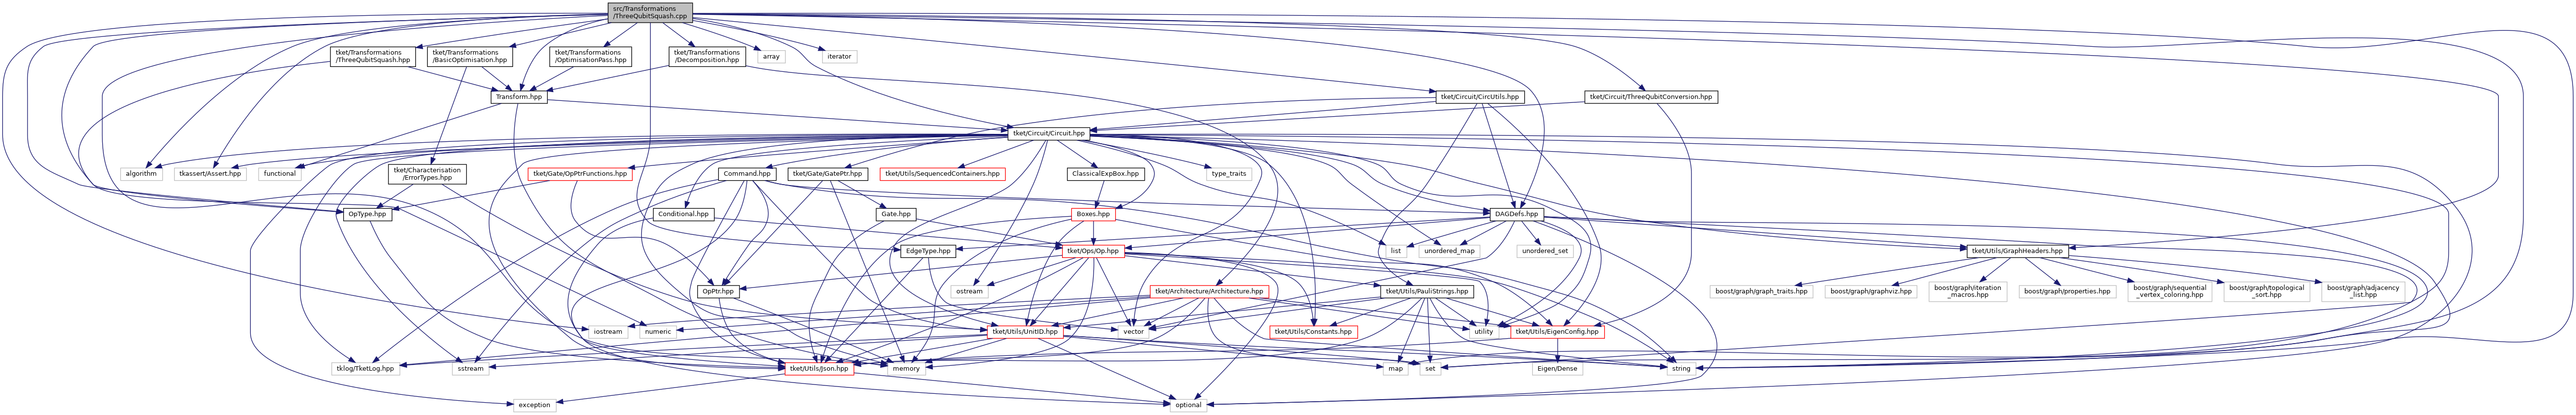 src/Transformations
/ThreeQubitSquash.cpp
tket/Transformations
/ThreeQubitSquash.hpp
tket/Transformations
/BasicOptimisation.hpp
tket/Transformations
/OptimisationPass.hpp
tket/Transformations
/Decomposition.hpp
array
iterator
Transform.hpp
tket/Circuit/CircUtils.hpp
tket/Circuit/ThreeQubitConversion.hpp
tket/Circuit/Circuit.hpp
algorithm
tkassert/Assert.hpp
functional
tket/Characterisation
/ErrorTypes.hpp
tket/Gate/OpPtrFunctions.hpp
Command.hpp
tket/Gate/GatePtr.hpp
tket/Utils/SequencedContainers.hpp
ClassicalExpBox.hpp
type_traits
OpType.hpp
Conditional.hpp
Gate.hpp
Boxes.hpp
DAGDefs.hpp
EdgeType.hpp
tket/Ops/Op.hpp
list
unordered_map
unordered_set
tket/Utils/GraphHeaders.hpp
OpPtr.hpp
ostream
tket/Architecture/Architecture.hpp
tket/Utils/PauliStrings.hpp
boost/graph/graph_traits.hpp
boost/graph/graphviz.hpp
boost/graph/iteration
_macros.hpp
boost/graph/properties.hpp
boost/graph/sequential
_vertex_coloring.hpp
boost/graph/topological
_sort.hpp
boost/graph/adjacency
_list.hpp
iostream
numeric
tket/Utils/UnitID.hpp
vector
tket/Utils/Constants.hpp
utility
tket/Utils/EigenConfig.hpp
tklog/TketLog.hpp
sstream
tket/Utils/Json.hpp
memory
map
set
Eigen/Dense
string
exception
optional